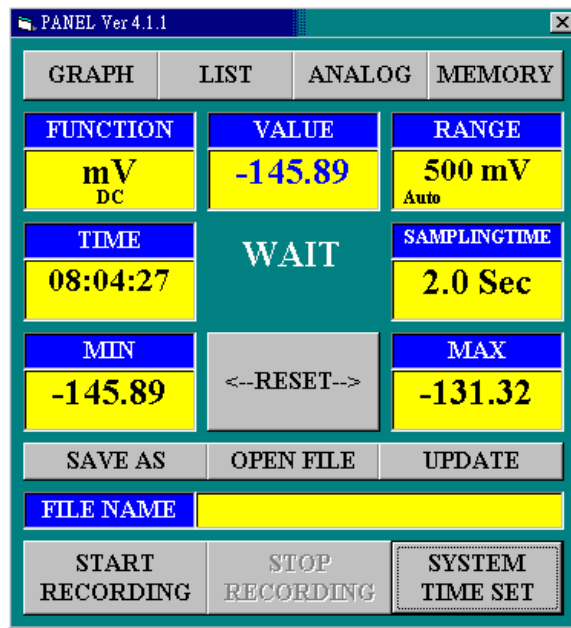 PANEL Ver 4.1.1
GRAPH LIST ANALOG MEMORY
FUNCTION VALUE RANGE
mV -145.89 500 mV
DC Auto
TIME WAIT SAMPLINGTIME
08:04:27 2.0 Sec
MIN <--RESET--> MAX
-145.89 -131.32
SAVE AS OPEN FILE UPDATE
FILE NAME
START STOP SYSTEM
RECORDING RECORDING TIME SET